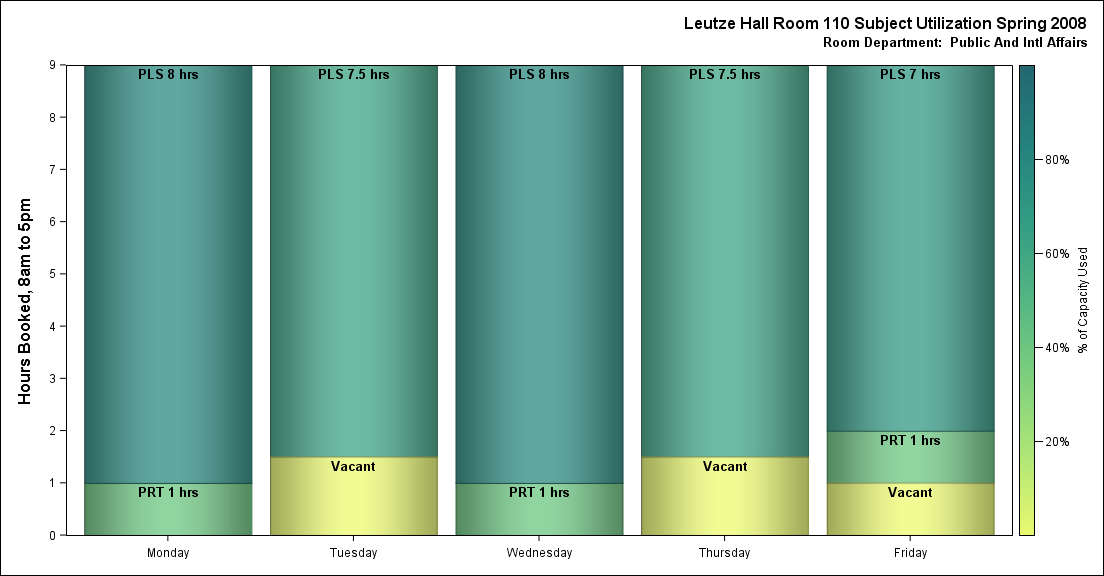 Leutze Hall Room 110 Subject Utilization Spring 2008
Room Department:  Public And Intl Affairs
Hours Booked, 8am to 5pm
9
8
7
6
5
4
3
2
1
0
PLS 8 hrs
PRT 1 hrs
PLS 7.5 hrs
Vacant
PLS 8 hrs
PRT 1 hrs
PLS 7.5 hrs
Vacant
PLS 7 hrs
PRT 1 hrs
Vacant
Monday
Tuesday
Wednesday
Thursday
Friday
80%
60%
40%
20%
% of Capacity Used